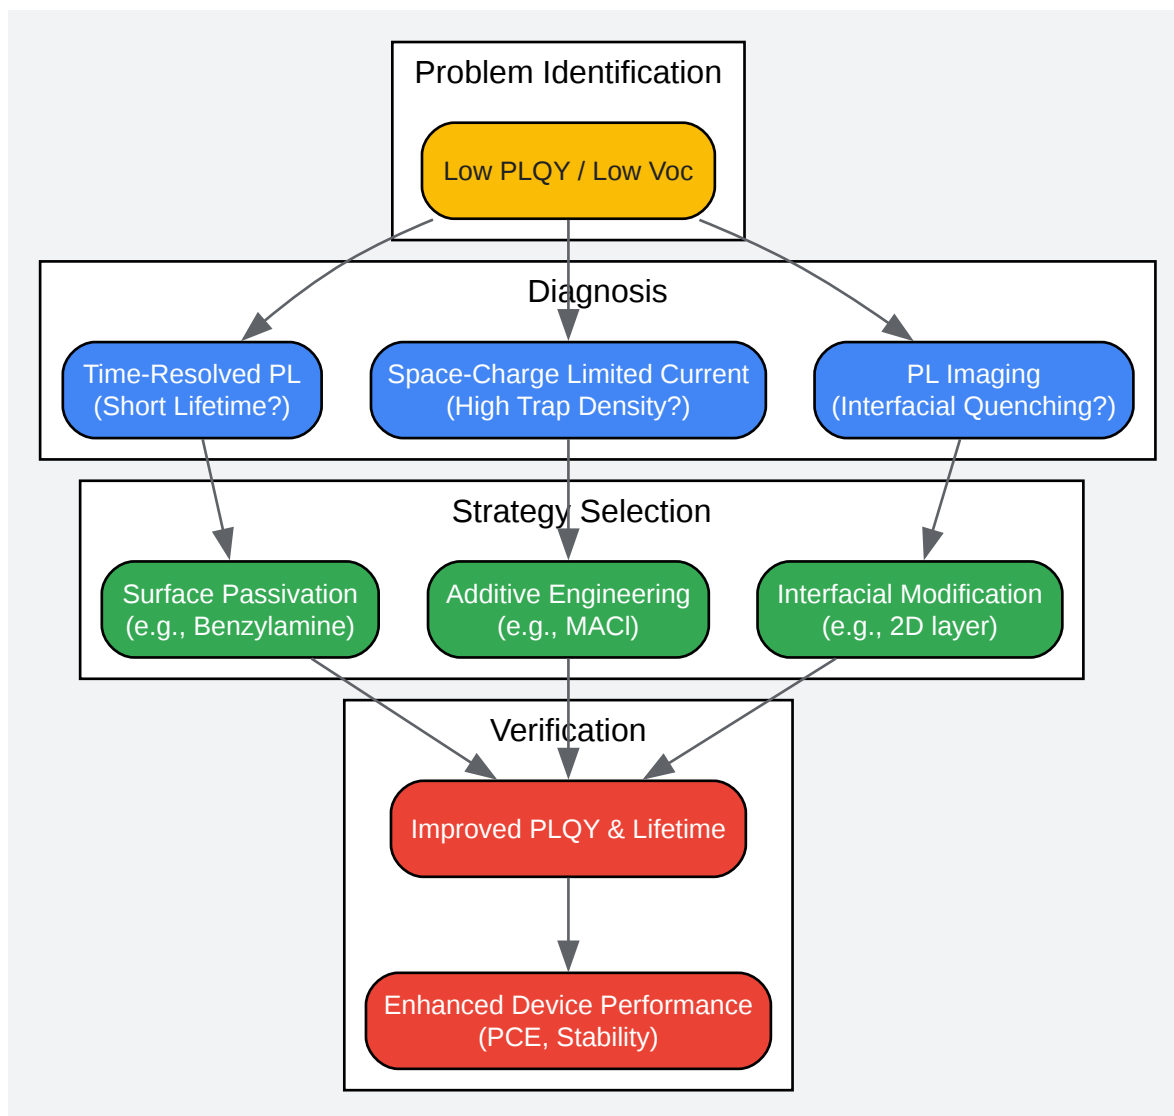 Problem Identification
Low PLQY / Low Voc
Diagnosis
Time-Resolved PL
(Short Lifetime?)
Space-Charge Limited Current
(High Trap Density?)
PL Imaging
(Interfacial Quenching?)
Strategy Selection
Surface Passivation
(e.g., Benzylamine)
Additive Engineering
(e.g., MACl)
Interfacial Modification
(e.g., 2D layer)
Verification
Improved PLQY & Lifetime
Enhanced Device Performance
(PCE, Stability)